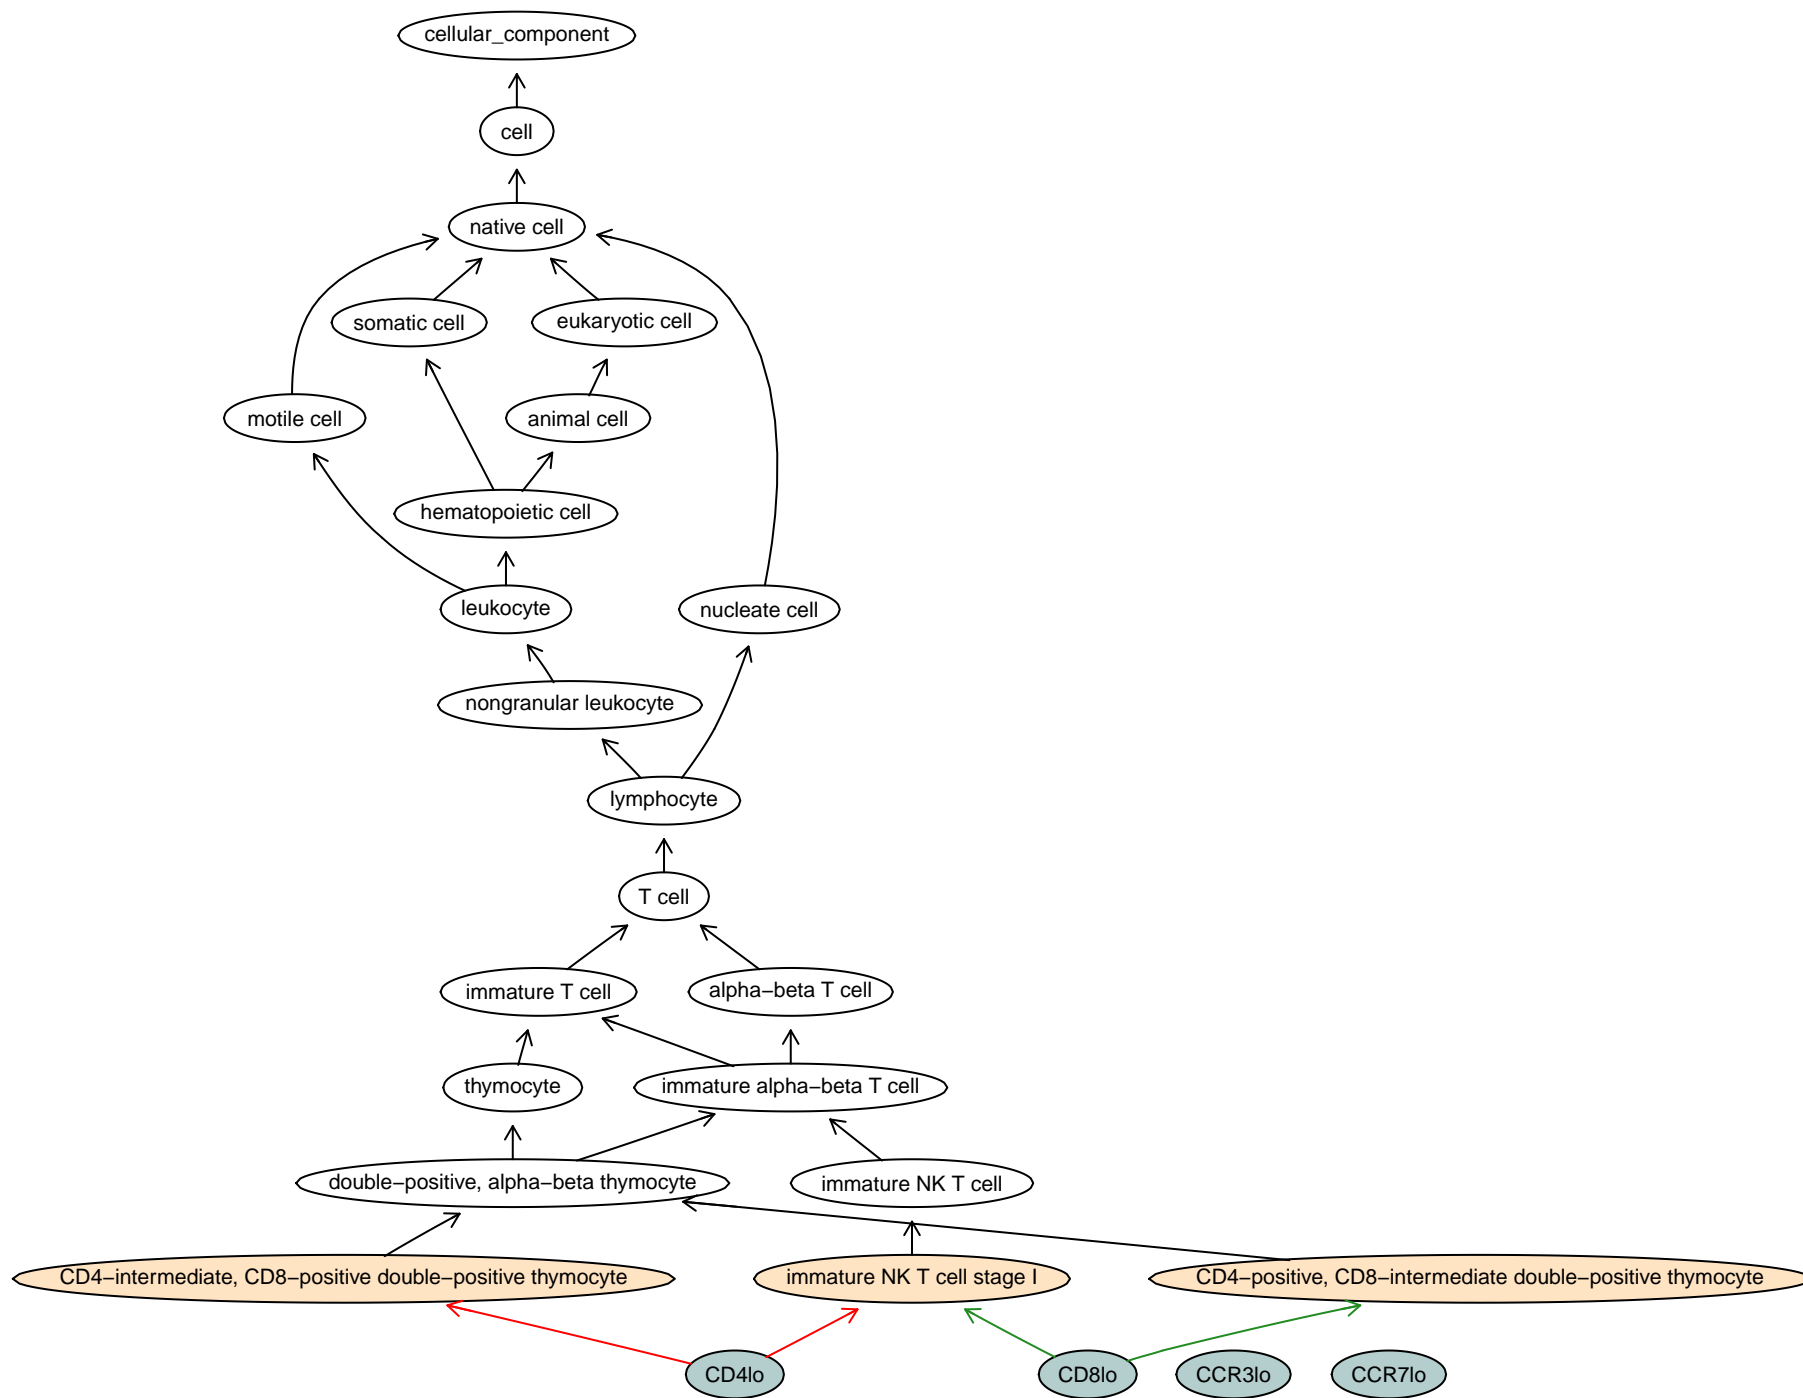 cellular_component
cell
native cell
somatic cell
eukaryotic cell
motile cell
animal cell
hematopoietic cell
leukocyte
nucleate cell
nongranular leukocyte
lymphocyte
T cell
immature T cell
alpha−beta T cell
thymocyte
immature alpha−beta T cell
double−positive, alpha−beta thymocyte
immature NK T cell
CD4−intermediate, CD8−positive double−positive thymocyte
immature NK T cell stage I
CD4−positive, CD8−intermediate double−positive thymocyte
CD4lo
CD8lo
CCR3lo
CCR7lo